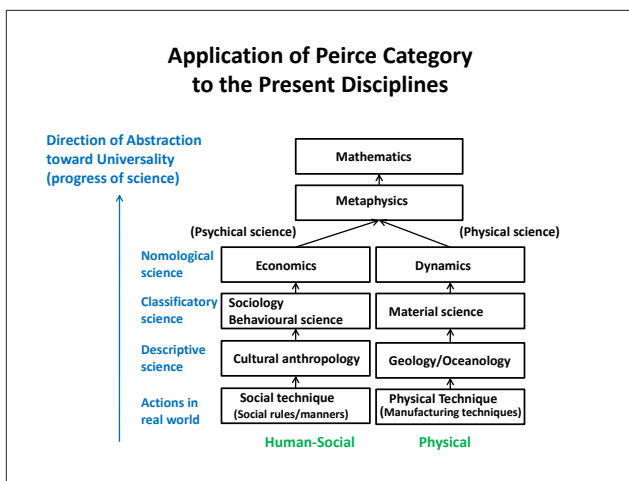 Application of Peirce Category
to the Present Disciplines
Direction of Abstraction
toward Universality
(progress of science)
Mathematics
Metaphysics
(Psychical science)
(Physical science)
Nomological
science
Economics
Dynamics
Classificatory
science
Sociology
Behavioural science
Material science
Descriptive
science
Cultural anthropology
Geology/Oceanology
Actions in
real world
Social technique
(Social rules/manners)
Physical Technique
(Manufacturing techniques)
Human-Social
Physical